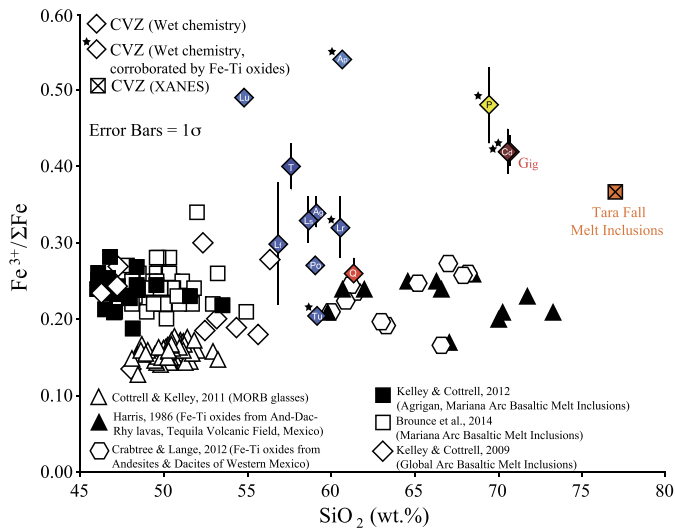 CVZ (Wet chemistry)
CVZ (Wet chemistry,
corroborated by Fe-Ti oxides)
CVZ (XANES)
Error Bars = 1σ
Ap
Lu
P
Cd
Gig
T
Tara Fall
Melt Inclusions
Ac
Ls
Lr
Li
Po
Q
Tu
Cottrell & Kelley, 2011 (MORB glasses)
Harris, 1986 (Fe-Ti oxides from And-Dac-
Rhy lavas, Tequila Volcanic Field, Mexico)
Crabtree & Lange, 2012 (Fe-Ti oxides from
Andesites & Dacites of Western Mexico)
Kelley & Cottrell, 2012
(Agrigan, Mariana Arc Basaltic Melt Inclusions)
Brounce et al., 2014
(Mariana Arc Basaltic Melt Inclusions)
Kelley & Cottrell, 2009
(Global Arc Basaltic Melt Inclusions)
0.60
0.50
0.40
0.30
0.20
0.10
0.00
Fe3+/ΣFe
45 50 55 60 65 70 75 80
SiO2 (wt.%)